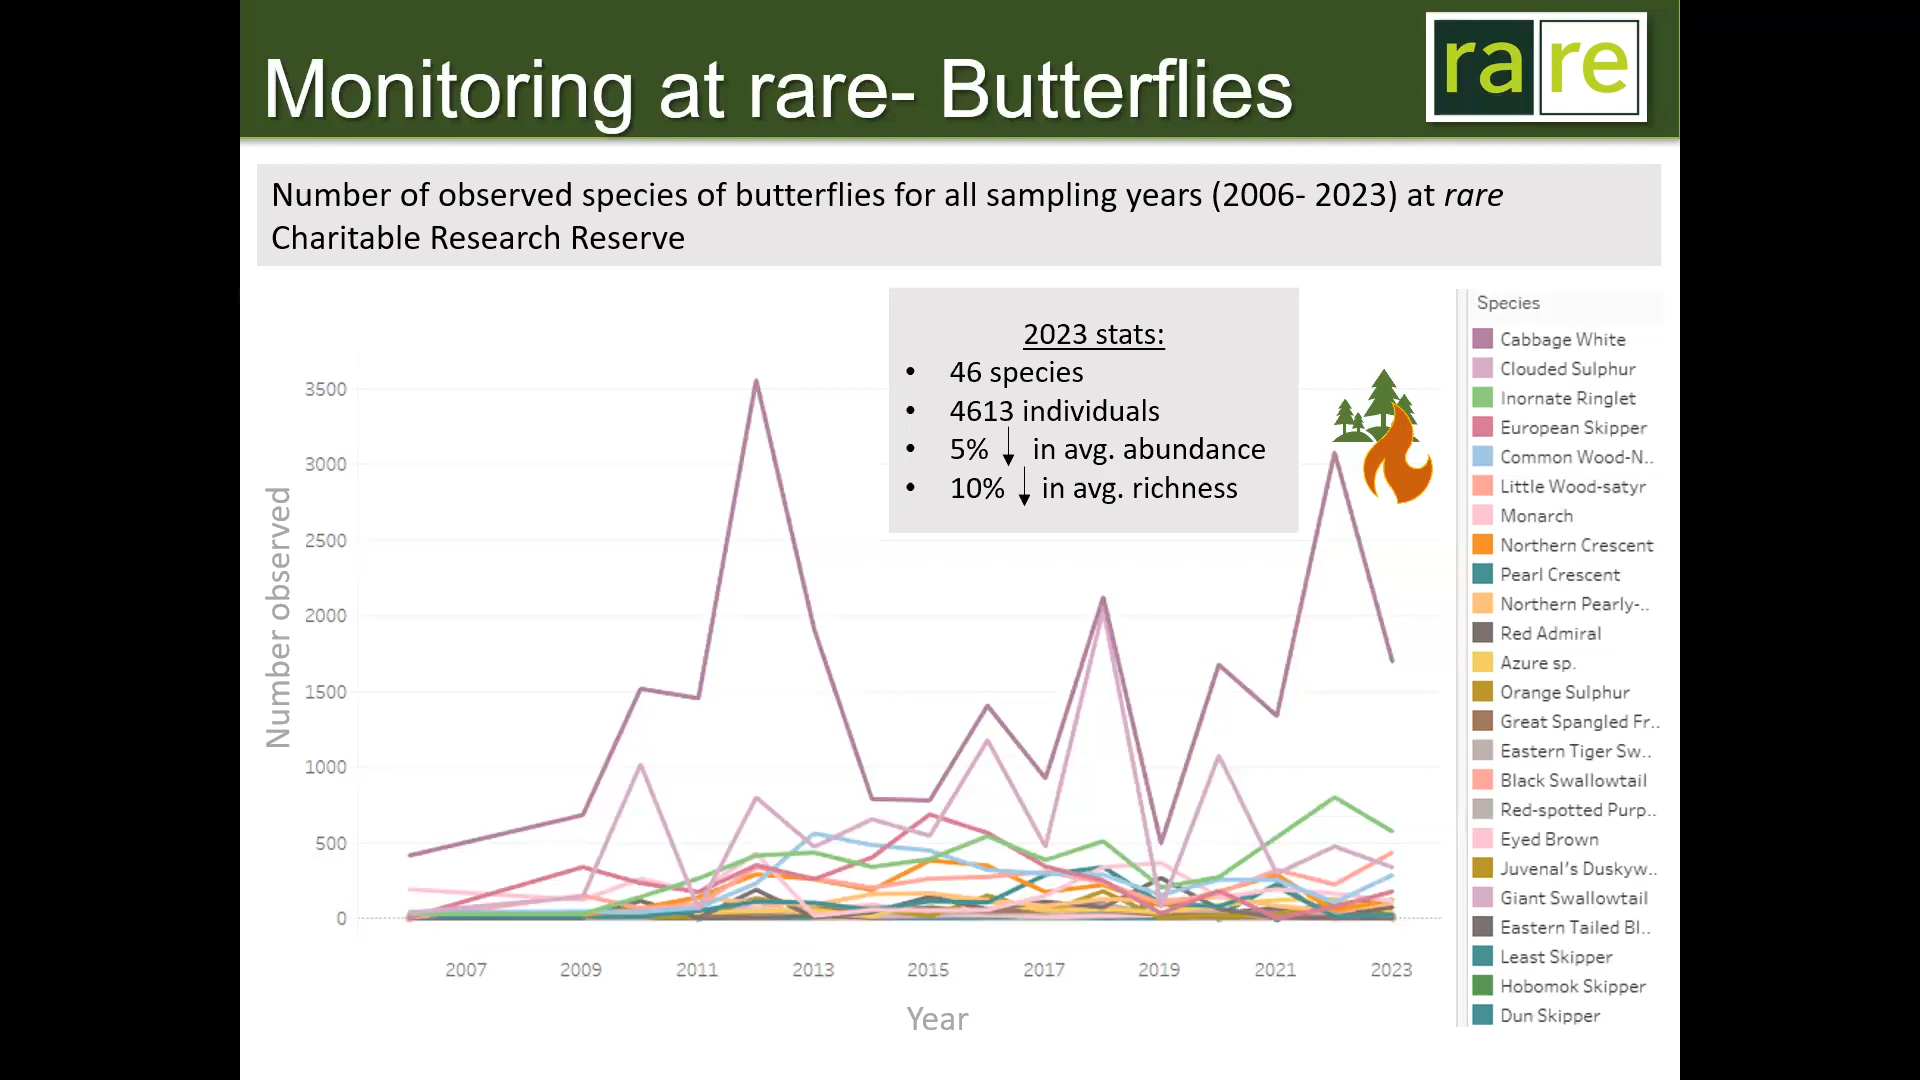 Monitoring at rare- Butterflies
rare
Number of observed species of butterflies for all sampling years (2006- 2023) at rare
Charitable Research Reserve
2023 stats:
• 46 species
• 4613 individuals
• 5% ↓ in avg. abundance
• 10% ↓ in avg. richness
Number observed
3500
3000
2500
2000
1500
1000
500
0
2007 2009 2011 2013 2015 2017 2019 2021 2023
Year
Species
Cabbage White
Clouded Sulphur
Inornate Ringlet
European Skipper
Common Wood-N..
Little Wood-satyr
Monarch
Northern Crescent
Pearl Crescent
Northern Pearly-..
Red Admiral
Azure sp.
Orange Sulphur
Great Spangled Fr..
Eastern Tiger Sw..
Black Swallowtail
Red-spotted Purp..
Eyed Brown
Juvenal's Duskyw..
Giant Swallowtail
Eastern Tailed Bl..
Least Skipper
Hobomok Skipper
Dun Skipper